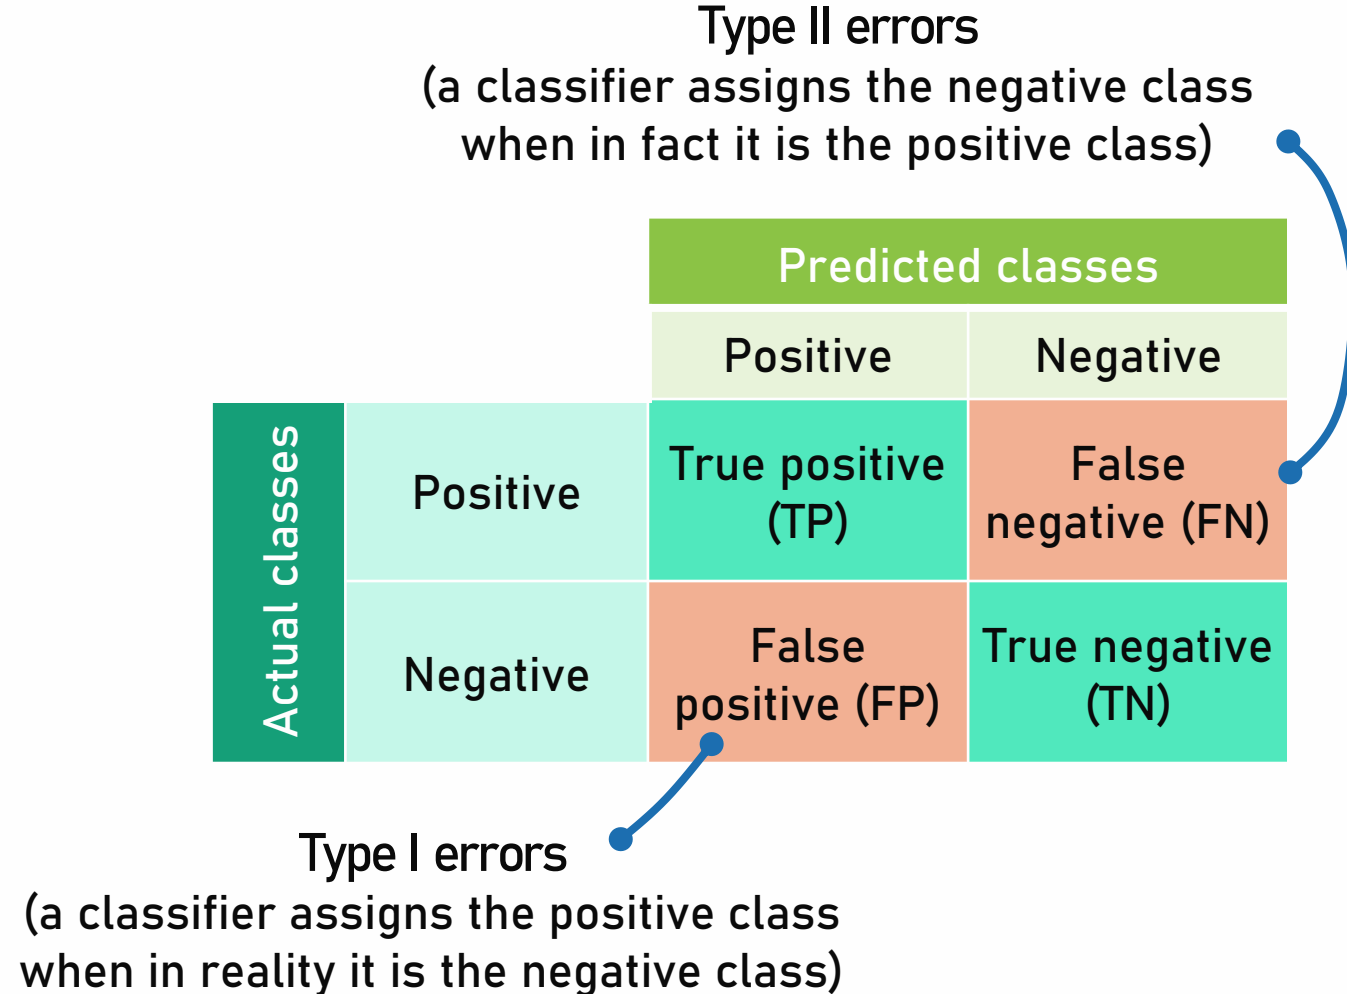 Type II errors
(a classifier assigns the negative class
when in fact it is the positive class)
Predicted classes
Positive
Negative
Actual classes
Positive
True positive
(TP)
False
negative (FN)
Negative
False
positive (FP)
True negative
(TN)
Type I errors
(a classifier assigns the positive class
when in reality it is the negative class)